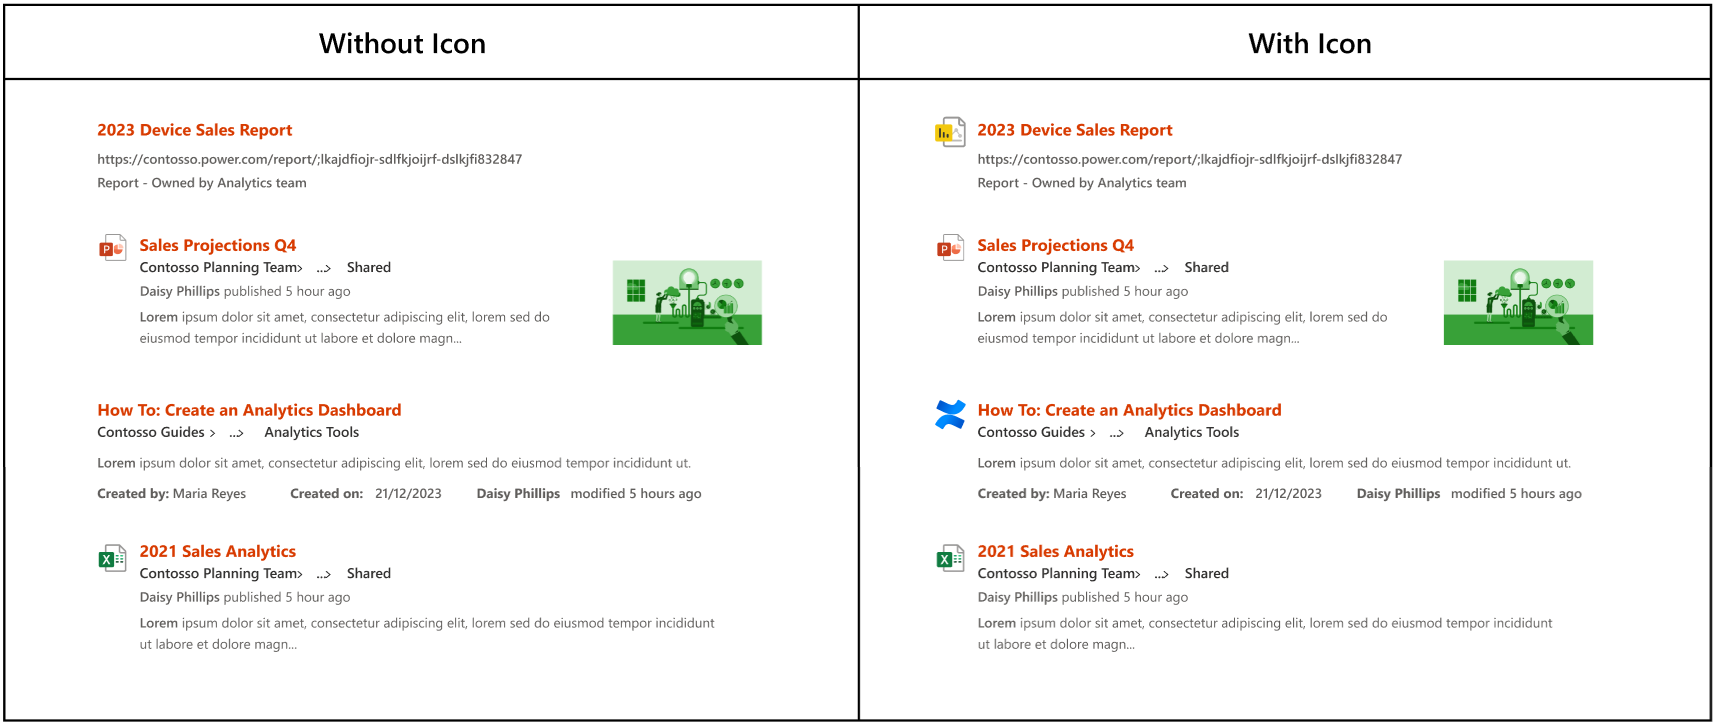 Without Icon
2023 Device Sales Report
https://contosso.power.com/report/;lkajdfiojr-sdlfkjoijrf-dslkjfi832847
Report - Owned by Analytics team
P
Sales Projections Q4
Contosso Planning Team> ...> Shared
Daisy Phillips published 5 hour ago
Lorem ipsum dolor sit amet, consectetur adipiscing elit, lorem sed do
eiusmod tempor incididunt ut labore et dolore magn...
How To: Create an Analytics Dashboard
Contosso Guides > ...> Analytics Tools
Lorem ipsum dolor sit amet, consectetur adipiscing elit, lorem sed do eiusmod tempor incididunt ut.
Created by: Maria Reyes Created on: 21/12/2023 Daisy Phillips modified 5 hours ago
X
2021 Sales Analytics
Contosso Planning Team> ...> Shared
Daisy Phillips published 5 hour ago
Lorem ipsum dolor sit amet, consectetur adipiscing elit, lorem sed do eiusmod tempor incididunt
ut labore et dolore magn...
With Icon
2023 Device Sales Report
https://contosso.power.com/report/;lkajdfiojr-sdlfkjoijrf-dslkjfi832847
Report - Owned by Analytics team
P
Sales Projections Q4
Contosso Planning Team> ...> Shared
Daisy Phillips published 5 hour ago
Lorem ipsum dolor sit amet, consectetur adipiscing elit, lorem sed do
eiusmod tempor incididunt ut labore et dolore magn...
How To: Create an Analytics Dashboard
Contosso Guides > ...> Analytics Tools
Lorem ipsum dolor sit amet, consectetur adipiscing elit, lorem sed do eiusmod tempor incididunt ut.
Created by: Maria Reyes Created on: 21/12/2023 Daisy Phillips modified 5 hours ago
X
2021 Sales Analytics
Contosso Planning Team> ...> Shared
Daisy Phillips published 5 hour ago
Lorem ipsum dolor sit amet, consectetur adipiscing elit, lorem sed do eiusmod tempor incididunt
ut labore et dolore magn...